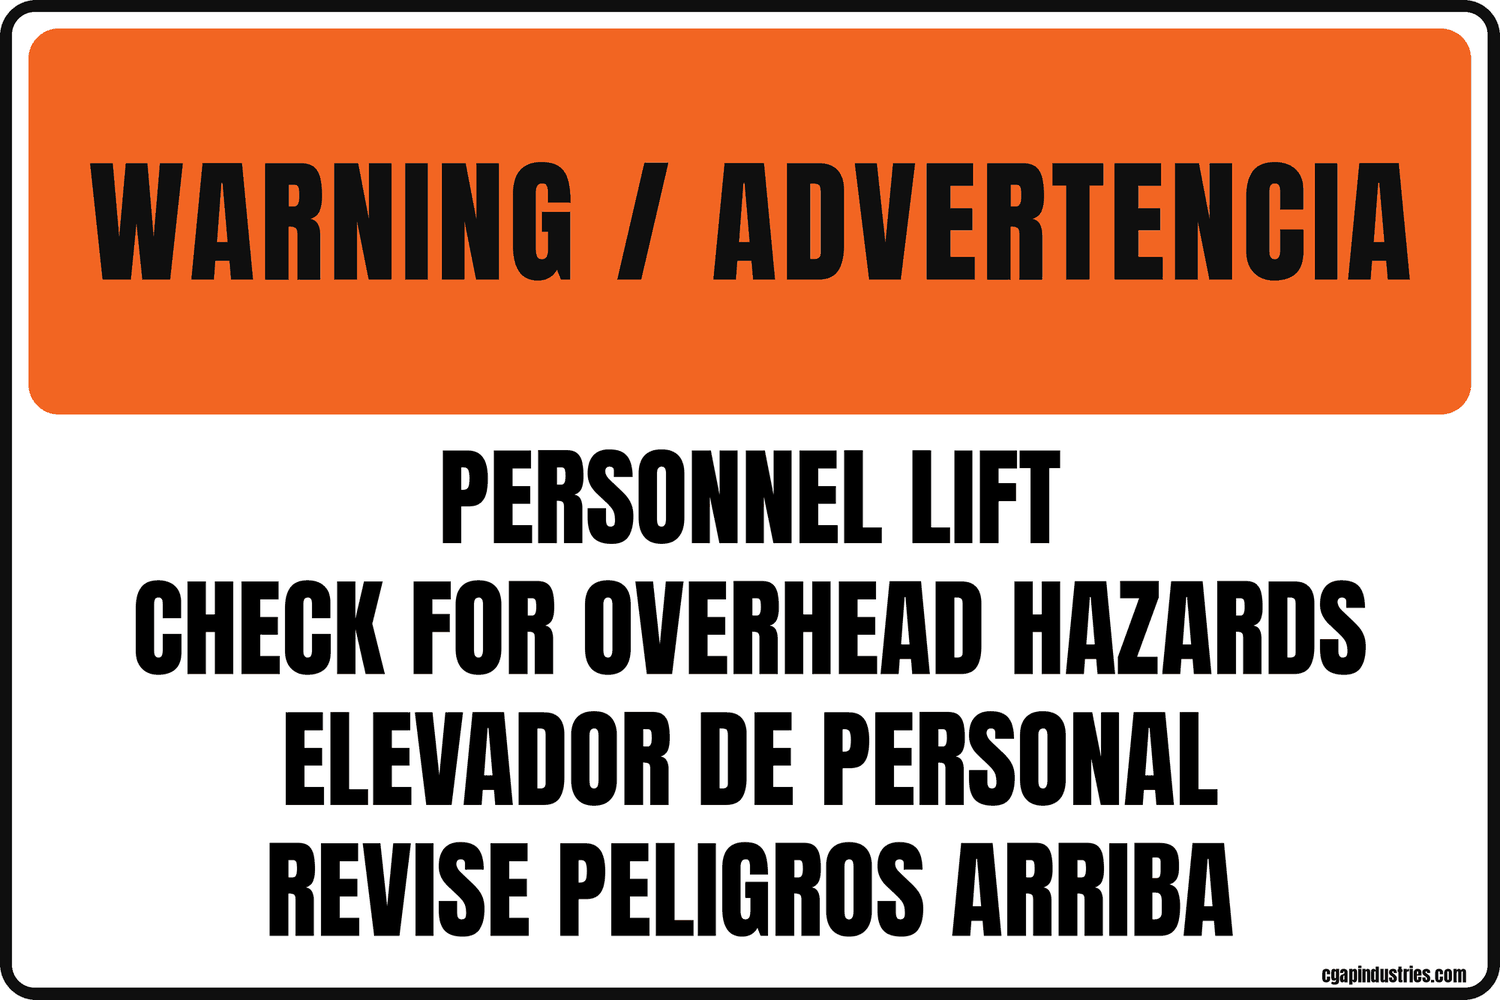 WARNING / ADVERTENCIA
PERSONNEL LIFT
CHECK FOR OVERHEAD HAZARDS
ELEVADOR DE PERSONAL
REVISE PELIGROS ARRIBA
cgapindustries.com